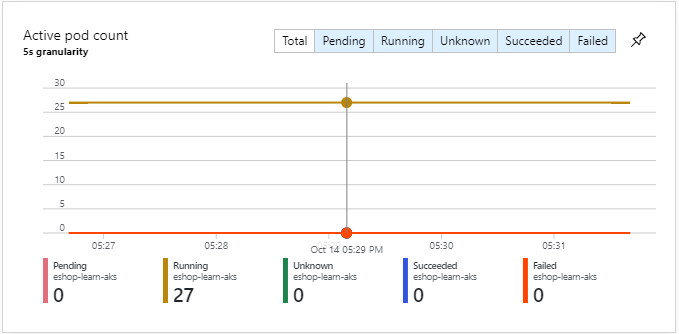 Active pod count
5s granularity
Total Pending Running Unknown Succeeded Failed
30
25
20
15
10
5
0
05:27 05:28 Oct 14 05:29 PM 05:30 05:31
Pending Running Unknown Succeeded Failed
eshop-learn-aks eshop-learn-aks eshop-learn-aks eshop-learn-aks eshop-learn-aks
0 27 0 0 0